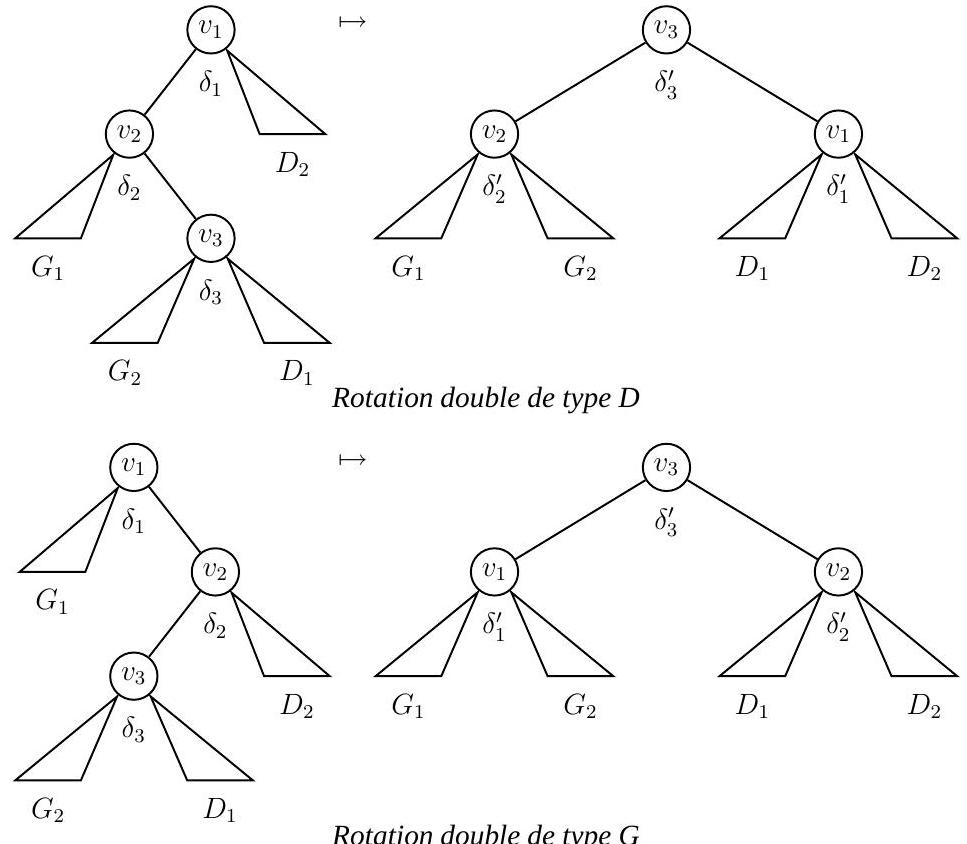 v₁ ↦ v₃
δ₁ δ′₃
v₂ v₂ v₁
D₂
δ₂ δ′₂ δ′₁
v₃
G₁ G₁ G₂ D₁ D₂
δ₃
G₂ D₁
Rotation double de type D
v₁ ↦ v₃
δ₁ δ′₃
v₂ v₁ v₂
G₁
δ₂ δ′₁ δ′₂
v₃
D₂ G₁ G₂ D₁ D₂
δ₃
G₂ D₁
Rotation double de type G